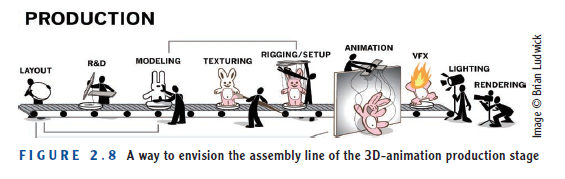 PRODUCTION
LAYOUT
R&D
MODELING
TEXTURING
RIGGING/SETUP
ANIMATION
VFX
LIGHTING
RENDERING
Image © Brian Ludwick
FIGURE 2.8 A way to envision the assembly line of the 3D-animation production stage